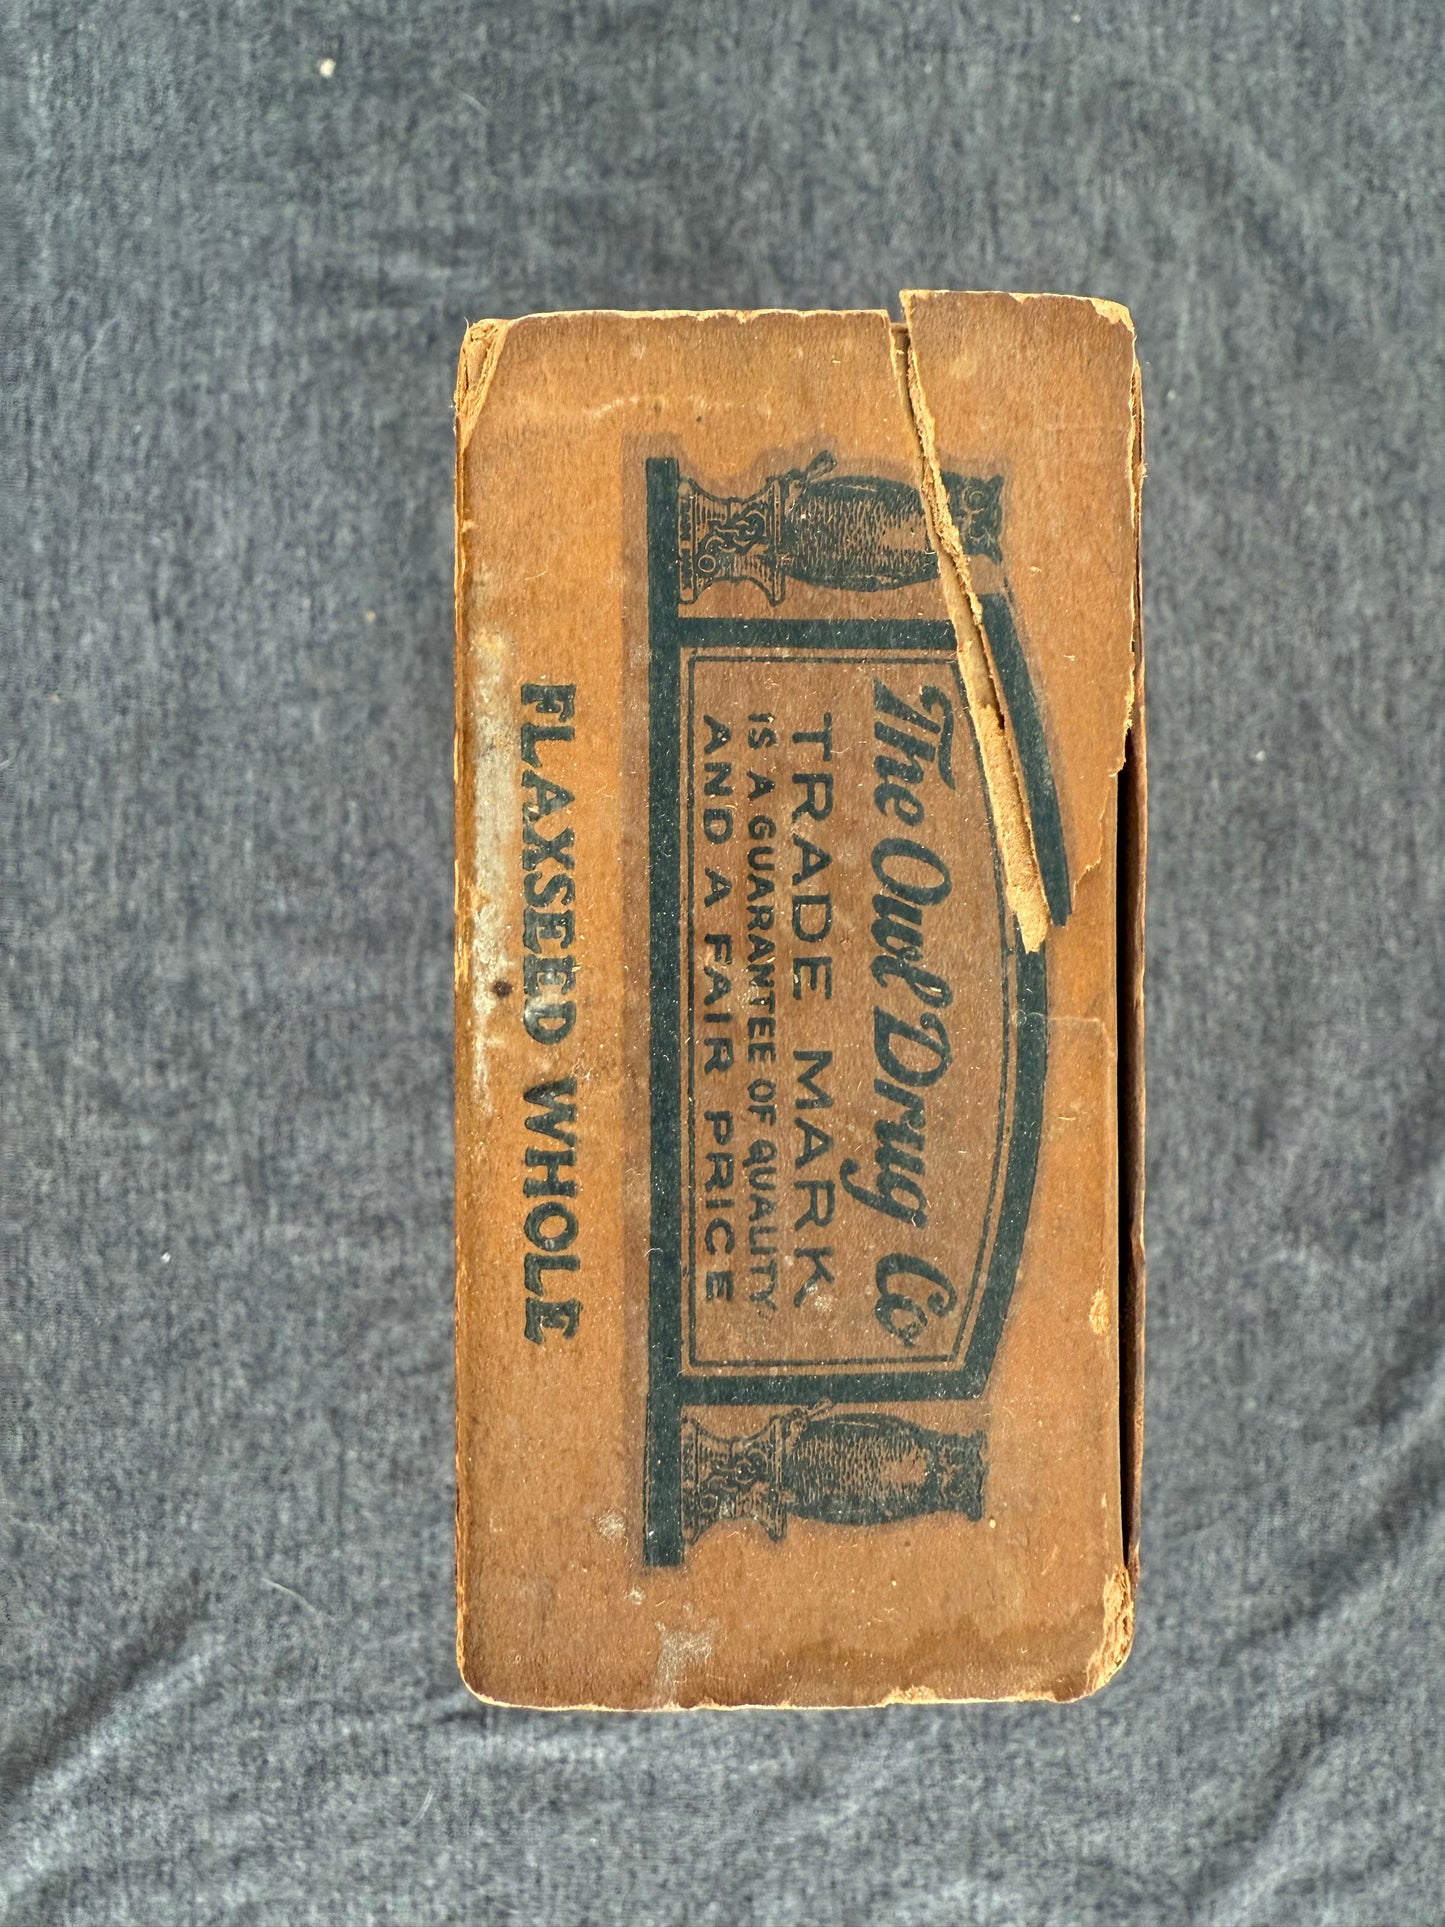 The Owl Drug Co
TRADE MARK
IS A GUARANTEE OF QUALITY
AND A FAIR PRICE
FLAXSEED WHOLE